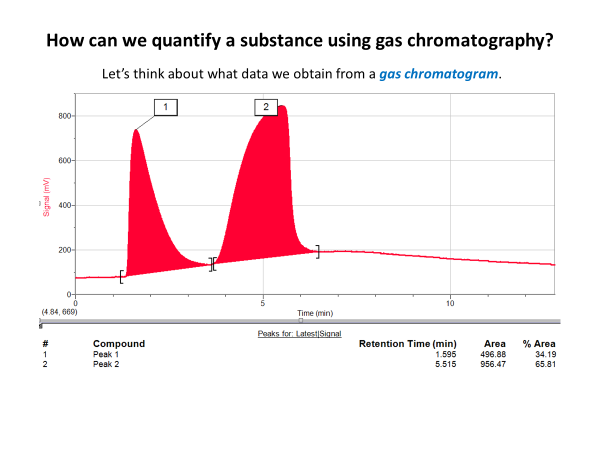 How can we quantify a substance using gas chromatography?
Let's think about what data we obtain from a gas chromatogram.
1
2
800
600
400
200
0
Signal (mV)
0 5 10
(4.84, 669)
Time (min)
Peaks for: Latest|Signal
# Compound Retention Time (min) Area % Area
1 Peak 1 1.595 496.88 34.19
2 Peak 2 5.515 956.47 65.81